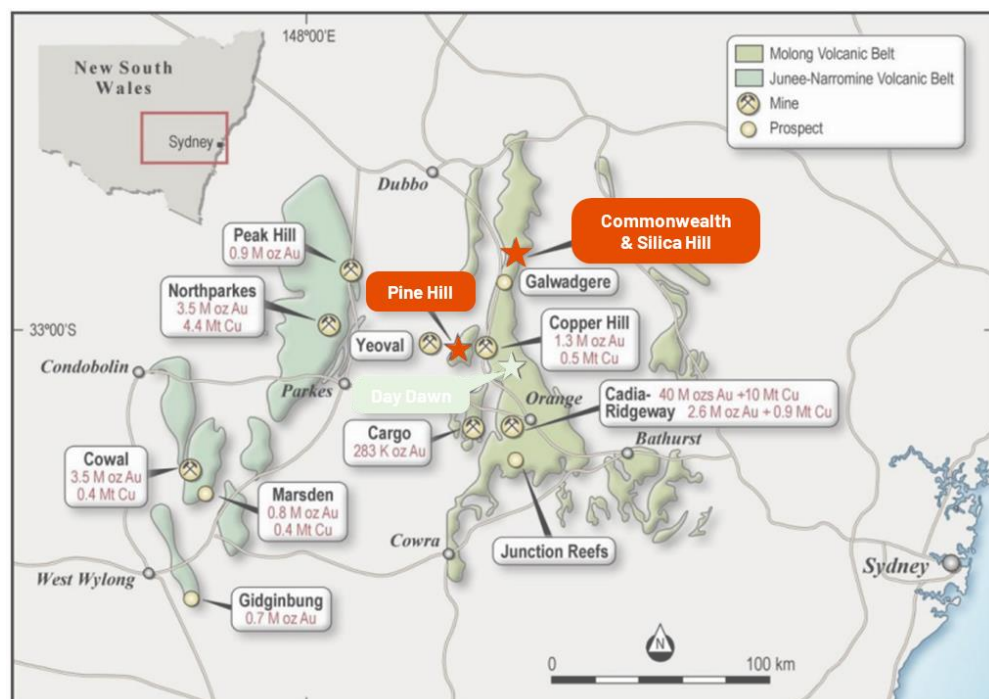 148°00'E
New South
Wales
Sydney
Molong Volcanic Belt
Junee-Narromine Volcanic Belt
Mine
Prospect
Dubbo
Commonwealth
& Silica Hill
Peak Hill
0.9 M oz Au
Pine Hill
Galwadgere
Northparkes
3.5 M oz Au
4.4 Mt Cu
33°00'S
Yeoval
Copper Hill
1.3 M oz Au
0.5 Mt Cu
Condobolin
Parkes
Day Dawn
Orange
Cadia- 40 M ozs Au +10 Mt Cu
Ridgeway 2.6 M oz Au + 0.9 Mt Cu
Cargo
283 K oz Au
Bathurst
Cowal
3.5 M oz Au
0.4 Mt Cu
Marsden
0.8 M oz Au
0.4 Mt Cu
Cowra
Junction Reefs
Sydney
West Wylong
Gidginbung
0.7 M oz Au
N
0 100 km